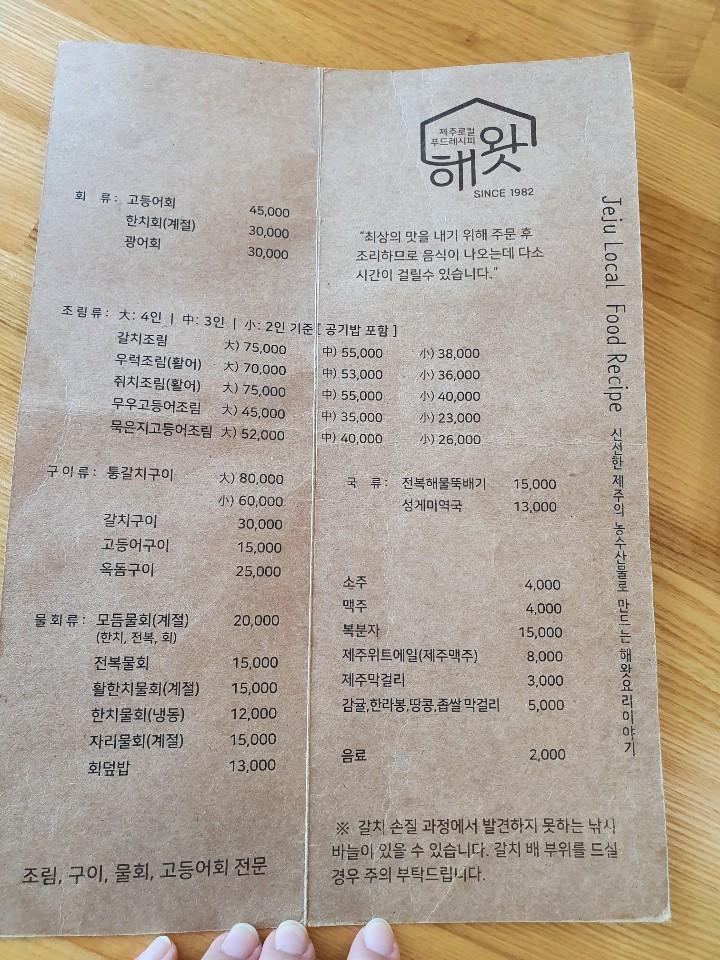 회 류: 고등어회 45,000
한치회(계절) 30,000
광어회 30,000
조림류: 大: 4인 | 中: 3인 | 小: 2인 기준 [ 공기밥 포함 ]
갈치조림 大) 75,000 中) 55,000 小) 38,000
우럭조림(활어) 大) 70,000 中) 53,000 小) 36,000
쥐치조림(활어) 大) 75,000 中) 55,000 小) 40,000
무우고등어조림 大) 45,000 中) 35,000 小) 23,000
묵은지고등어조림 大) 52,000 中) 40,000 小) 26,000
구이류: 통갈치구이 大) 80,000
小) 60,000
갈치구이 30,000
고등어구이 15,000
옥돔구이 25,000
물회류: 모듬물회(계절) 20,000
(한치, 전복, 회)
전복물회 15,000
활한치물회(계절) 15,000
한치물회(냉동) 12,000
자리물회(계절) 15,000
회덮밥 13,000
조림, 구이, 물회, 고등어회 전문
제주로컬
푸드레시피
해왓
SINCE 1982
“최상의 맛을 내기 위해 주문 후
조리하므로 음식이 나오는데 다소
시간이 걸릴수 있습니다.”
국 류: 전복해물뚝배기 15,000
성게미역국 13,000
소주 4,000
맥주 4,000
복분자 15,000
제주위트에일(제주맥주) 8,000
제주막걸리 3,000
감귤,한라봉,땅콩,좁쌀 막걸리 5,000
음료 2,000
※ 갈치 손질 과정에서 발견하지 못하는 낚시
바늘이 있을 수 있습니다. 갈치 배 부위를 드실
경우 주의 부탁드립니다.
Jeju Local Food Recipe 신선한 제주의 농수산물로 만드는 해왓요리이야기